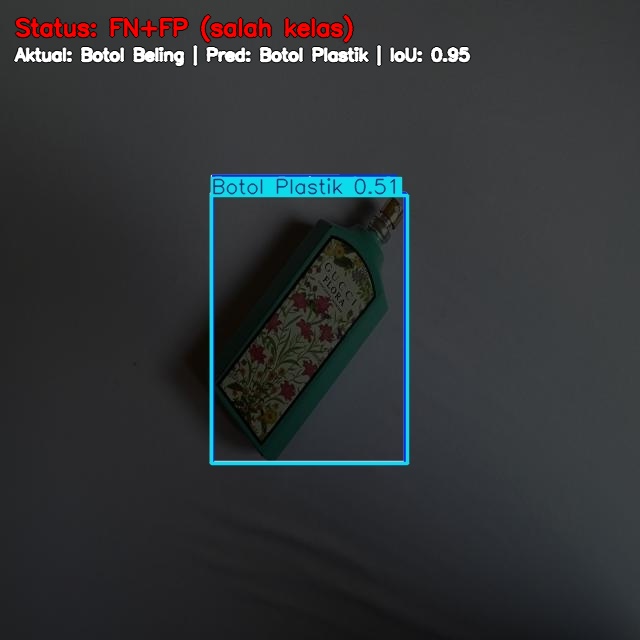 Status: FN+FP (salah kelas)
Aktual: Botol Beling | Pred: Botol Plastik | IoU: 0.95
Botol Plastik 0.51
GUCCI
FLORA